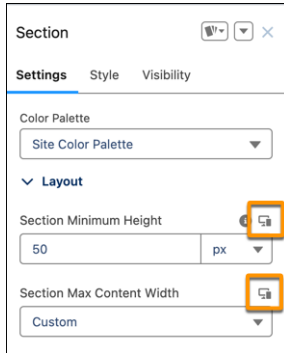 Section
Settings Style Visibility
Color Palette
Site Color Palette
Layout
Section Minimum Height
50 px
Section Max Content Width
Custom